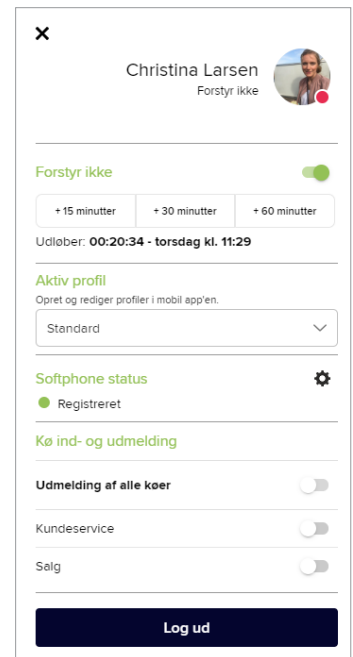 Christina Larsen
Forstyr ikke
Forstyr ikke
+ 15 minutter
+ 30 minutter
+ 60 minutter
Udløber: 00:20:34 - torsdag kl. 11:29
Aktiv profil
Opret og rediger profiler i mobil app'en.
Standard
Softphone status
Registreret
Kø ind- og udmelding
Udmelding af alle køer
Kundeservice
Salg
Log ud